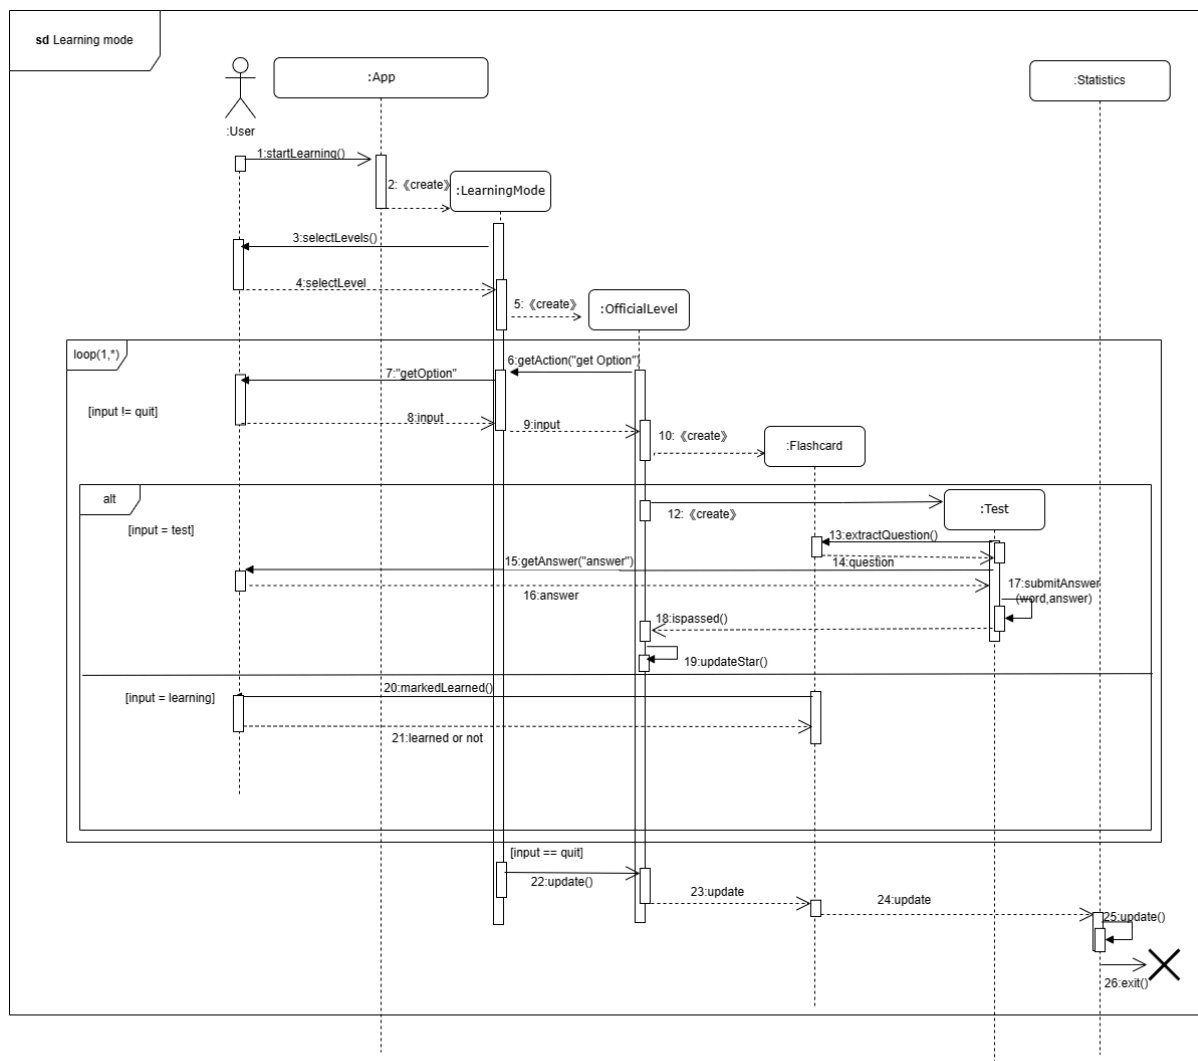 sd Learning mode
:App
:Statistics
:User
1:startLearning()
2:《create》
:LearningMode
3:selectLevels()
4:selectLevel
5:《create》
:OfficialLevel
loop(1,*)
6:getAction("get Option")
7:"getOption"
[input != quit]
8:input
9:input
10:《create》
:Flashcard
alt
12:《create》
:Test
[input = test]
13:extractQuestion()
14:question
15:getAnswer("answer")
16:answer
17:submitAnswer
(word,answer)
18:ispassed()
19:updateStar()
20:markedLearned()
[input = learning]
21:learned or not
[input == quit]
22:update()
23:update
24:update
25:update()
26:exit()